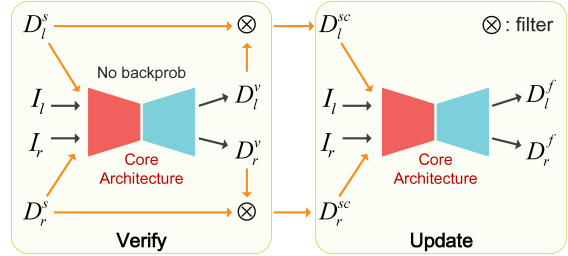 D_l^s ⊗ D_l^{sc} ⊗: filter
No backprob
I_l D_l^v I_l D_l^f
I_r D_r^v I_r D_r^f
Core
Architecture
Core
Architecture
D_r^s ⊗ D_r^{sc}
Verify
Update